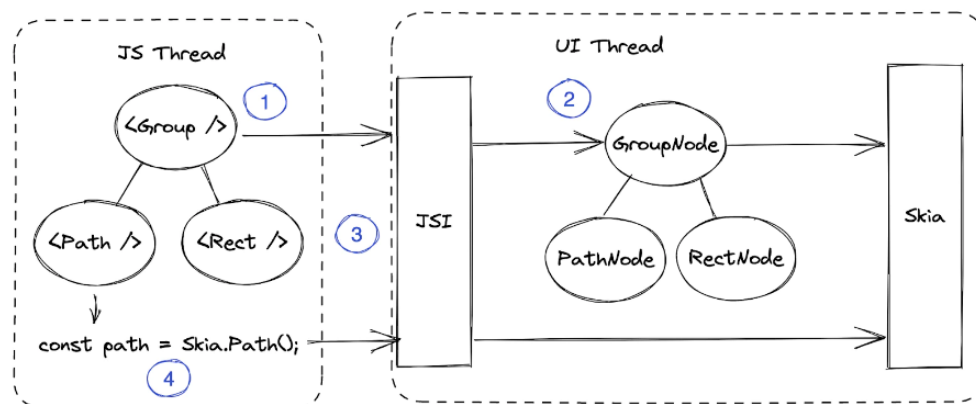 JS Thread
UI Thread
1
2
<Group />
GroupNode
JSI
Skia
3
<Path />
<Rect />
PathNode
RectNode
const path = Skia.Path();
4